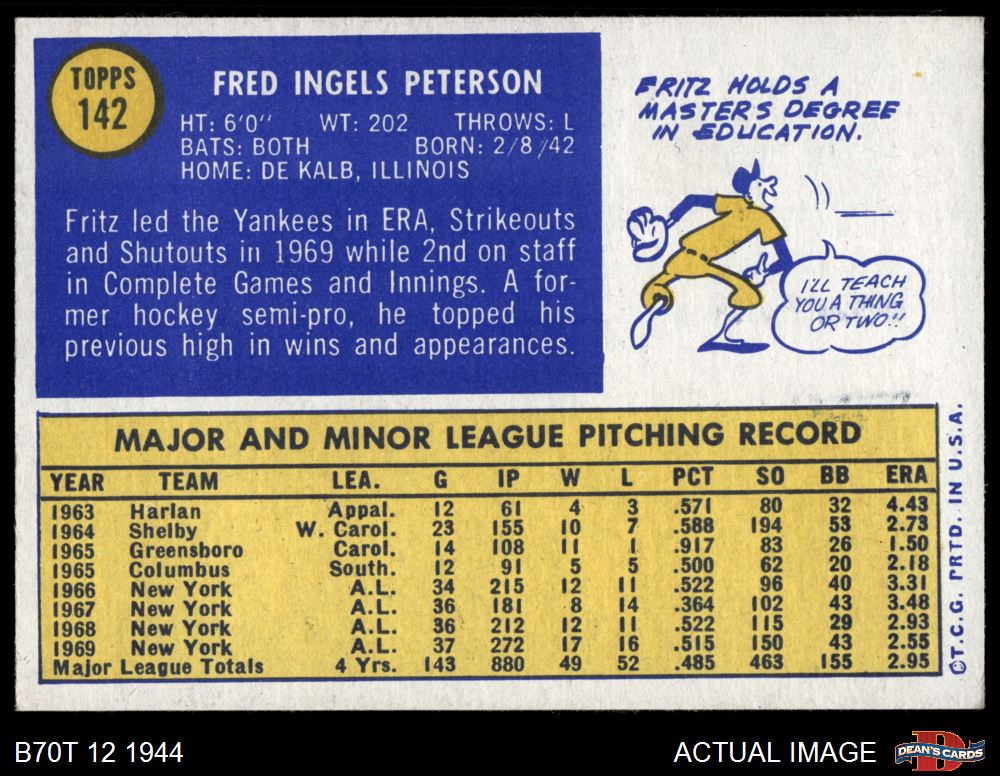 TOPPS
142
FRED INGELS PETERSON
HT: 6'0" WT: 202 THROWS: L
BATS: BOTH BORN: 2/8/42
HOME: DE KALB, ILLINOIS
Fritz led the Yankees in ERA, Strikeouts
and Shutouts in 1969 while 2nd on staff
in Complete Games and Innings. A for-
mer hockey semi-pro, he topped his
previous high in wins and appearances.
FRITZ HOLDS A
MASTERS DEGREE
IN EDUCATION.
I'LL TEACH
YOU A THING
OR TWO!!
MAJOR AND MINOR LEAGUE PITCHING RECORD
YEAR TEAM LEA. G IP W L PCT SO BB ERA
1963 Harlan Appal. 12 61 4 3 .571 80 32 4.43
1964 Shelby W. Carol. 23 155 10 7 .588 194 53 2.73
1965 Greensboro Carol. 14 108 11 1 .917 83 26 1.50
1965 Columbus South. 12 91 5 5 .500 62 20 2.18
1966 New York A.L. 34 215 12 11 .522 96 40 3.31
1967 New York A.L. 36 181 8 14 .364 102 43 3.48
1968 New York A.L. 36 212 12 11 .522 115 29 2.93
1969 New York A.L. 37 272 17 16 .515 150 43 2.55
Major League Totals 4 Yrs. 143 880 49 52 .485 463 155 2.95
©T.C.G. PRTD. IN U.S.A.
B70T 12 1944
ACTUAL IMAGE
DEAN'S CARDS